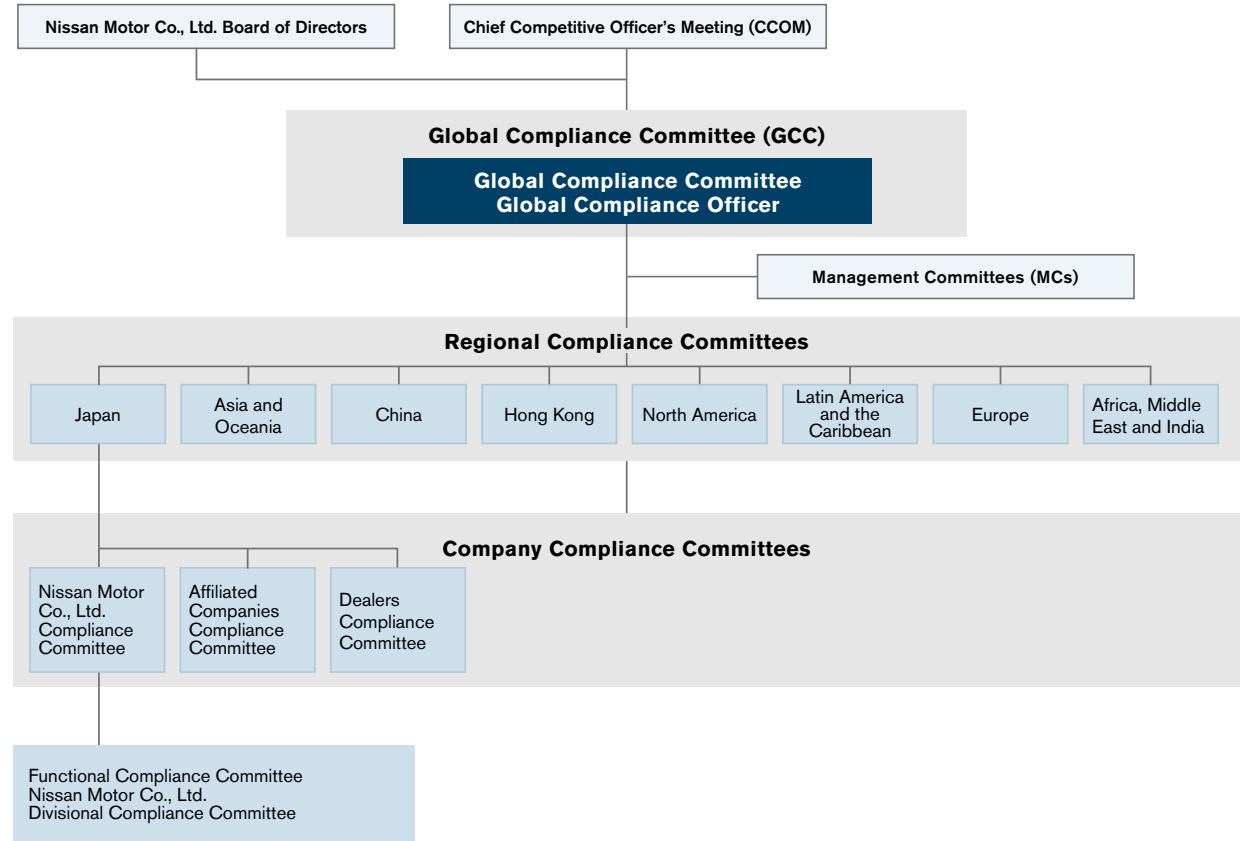 Nissan Motor Co., Ltd. Board of Directors
Chief Competitive Officer's Meeting (CCOM)
Global Compliance Committee (GCC)
Global Compliance Committee
Global Compliance Officer
Management Committees (MCs)
Regional Compliance Committees
Japan
Asia and
Oceania
China
Hong Kong
North America
Latin America
and the
Caribbean
Europe
Africa, Middle
East and India
Company Compliance Committees
Nissan Motor
Co., Ltd.
Compliance
Committee
Affiliated
Companies
Compliance
Committee
Dealers
Compliance
Committee
Functional Compliance Committee
Nissan Motor Co., Ltd.
Divisional Compliance Committee